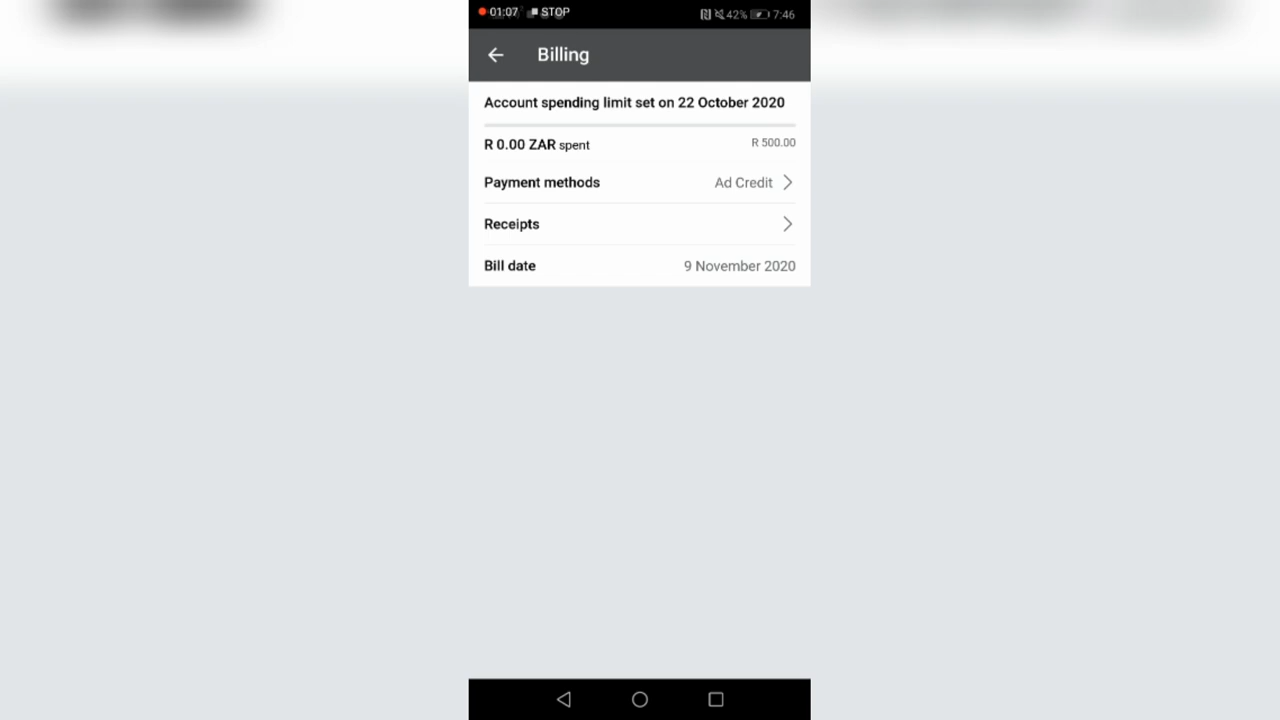 01:07 STOP 42% 7:46
Billing
Account spending limit set on 22 October 2020
R 0.00 ZAR spent R 500.00
Payment methods Ad Credit
Receipts
Bill date 9 November 2020